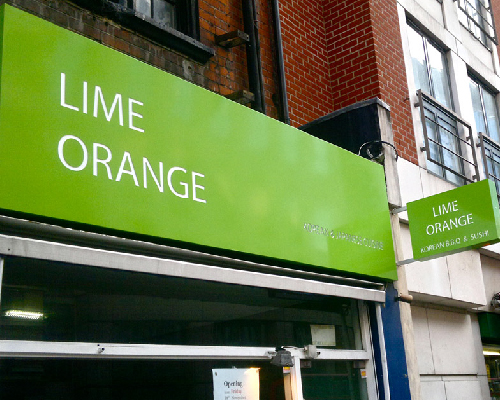 LIME
ORANGE
LIME
ORANGE
KOREAN B.B.Q & SUSHI
Opening